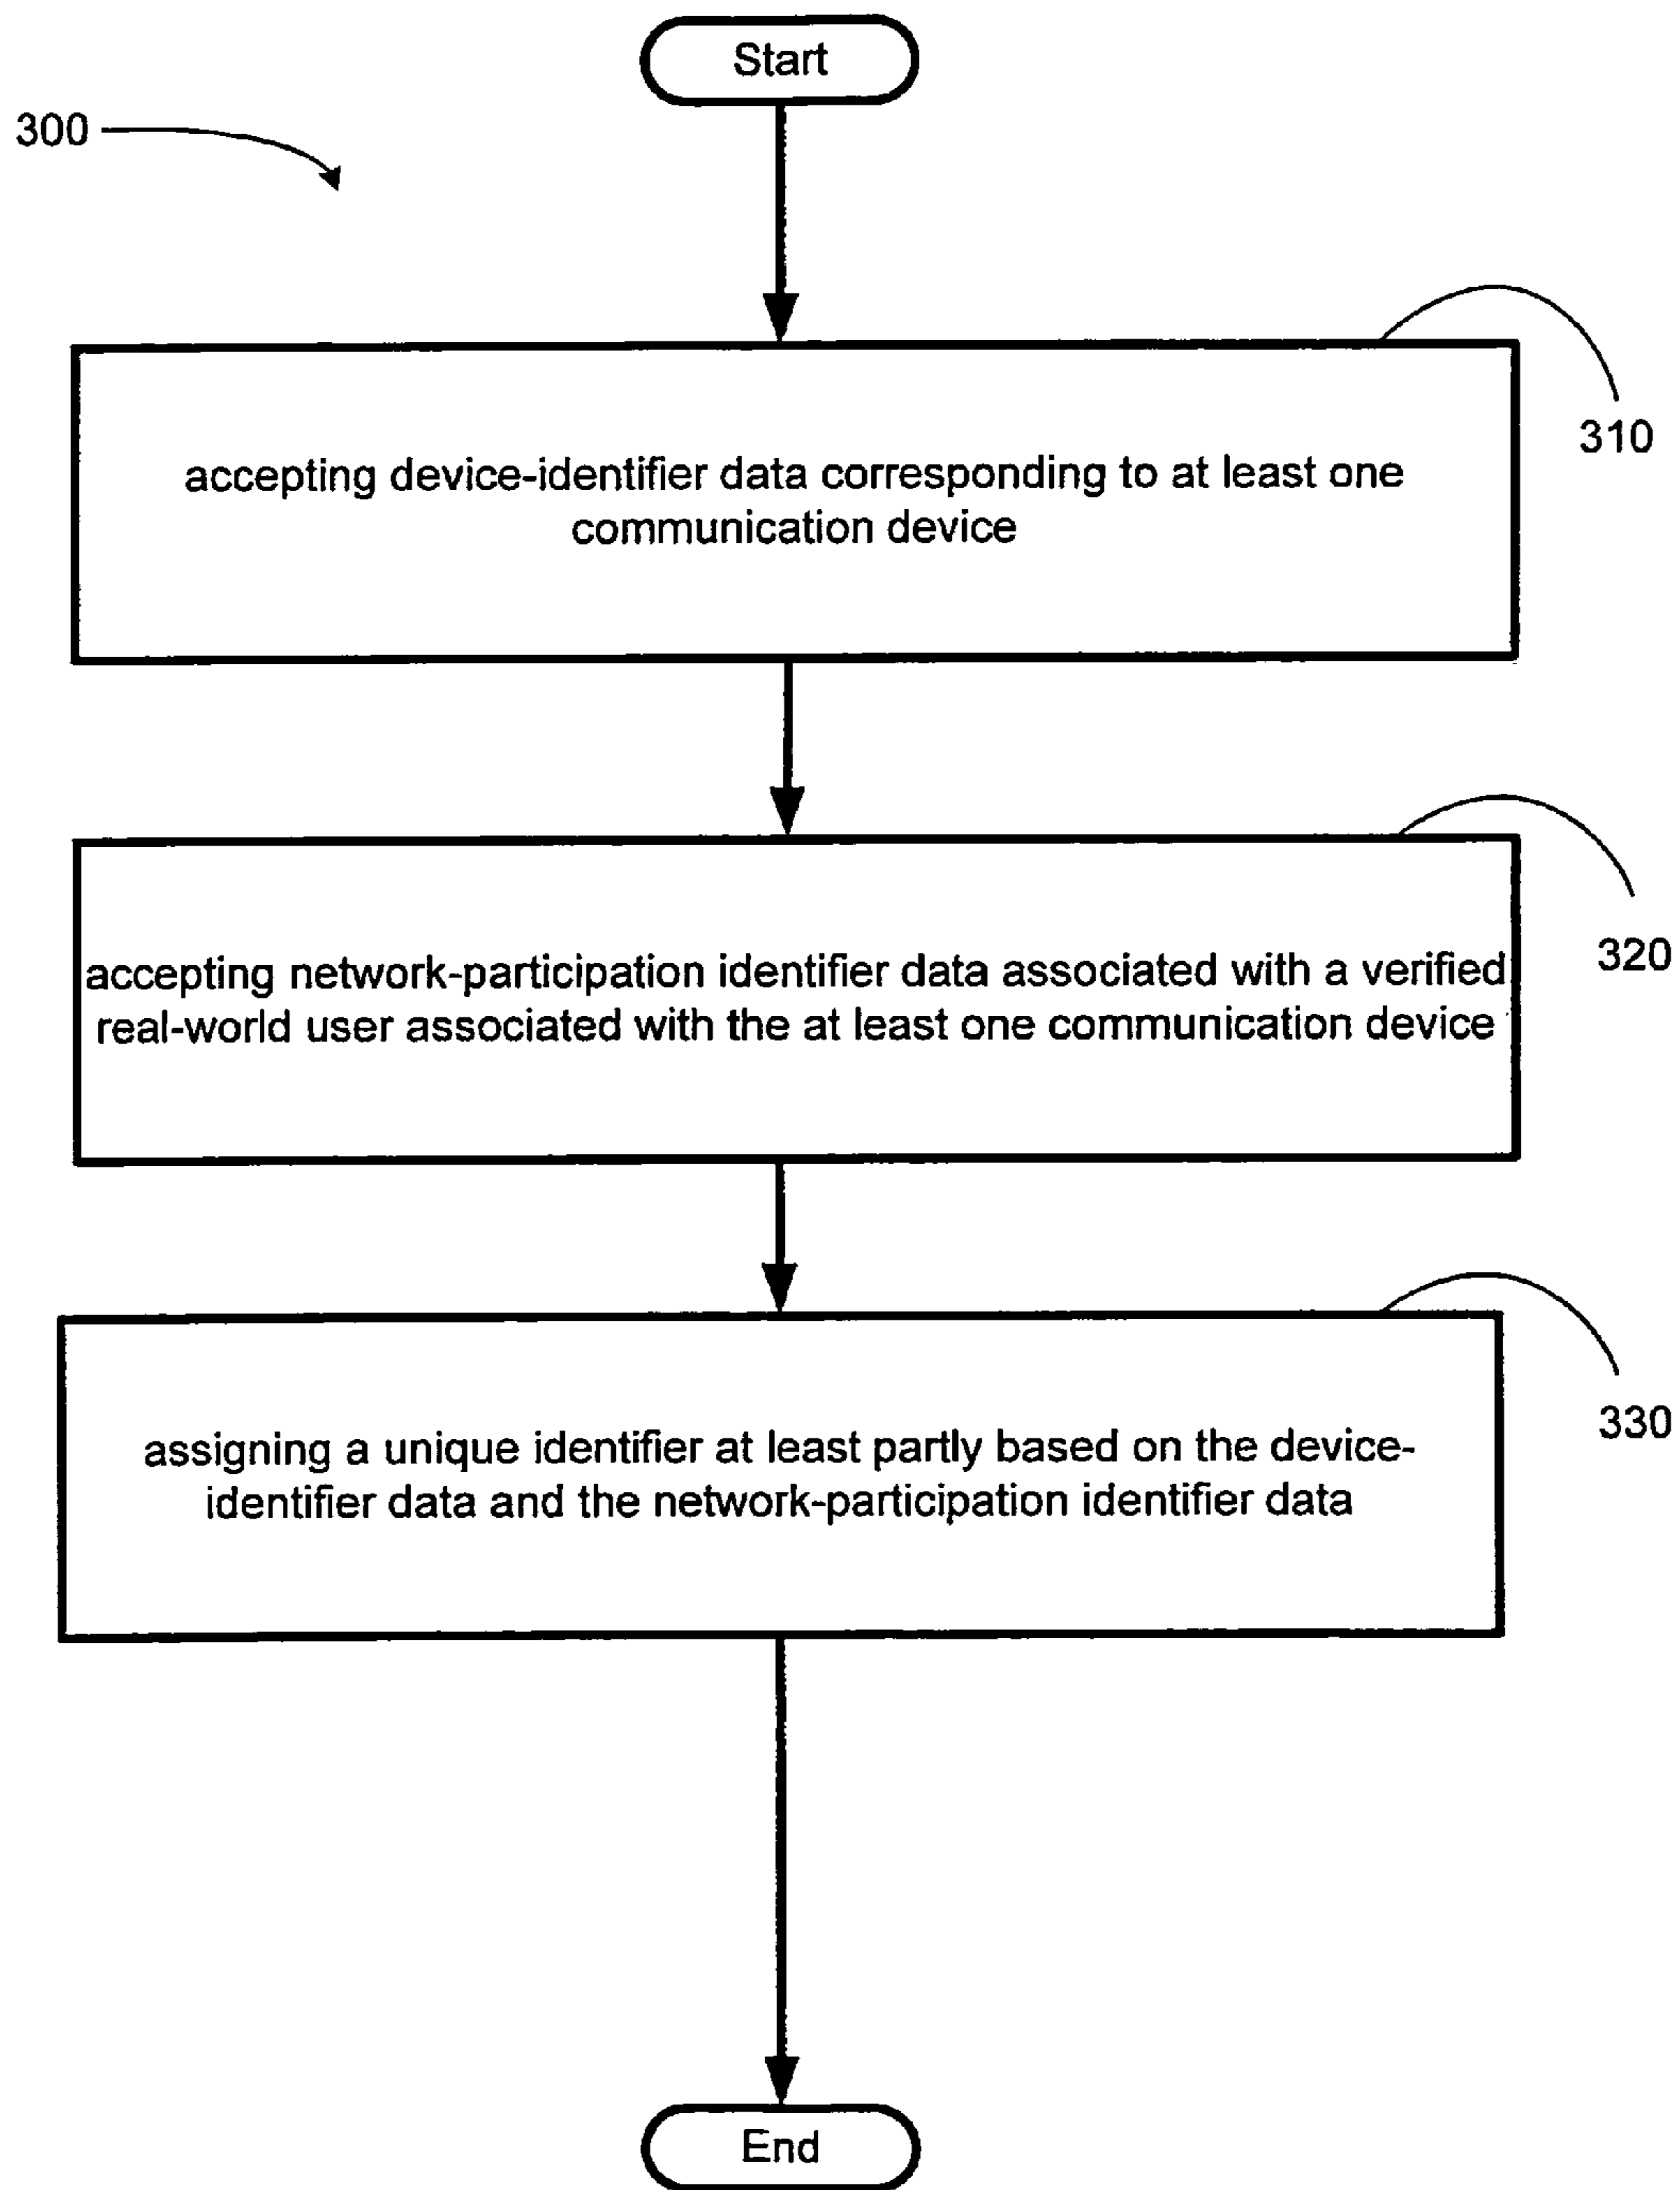 Start
300
310
accepting device-identifier data corresponding to at least one
communication device
320
accepting network-participation identifier data associated with a verified
real-world user associated with the at least one communication device
330
assigning a unique identifier at least partly based on the device-
identifier data and the network-participation identifier data
End